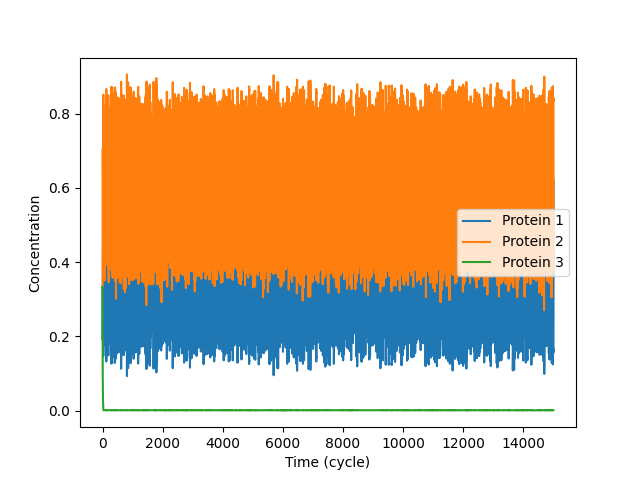 0.8
0.6
0.4
0.2
0.0
Concentration
Protein 1
Protein 2
Protein 3
0 2000 4000 6000 8000 10000 12000 14000
Time (cycle)